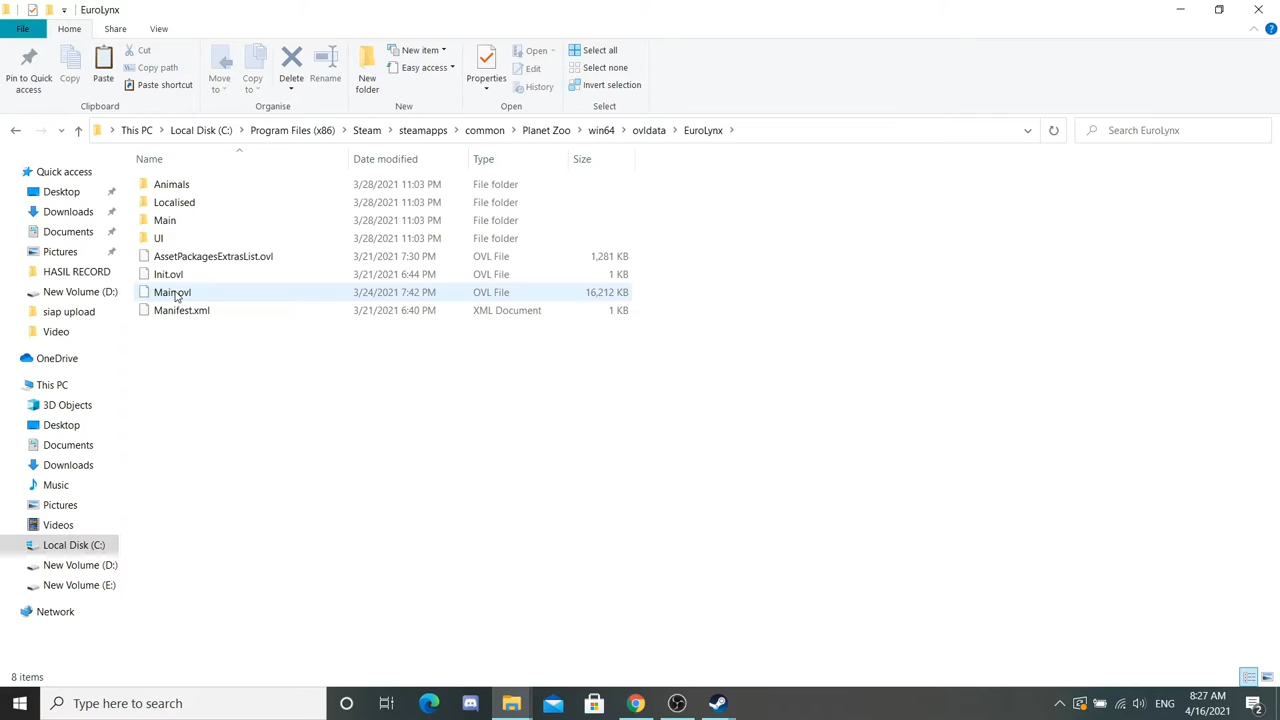 EuroLynx
File Home Share View
Pin to Quick access
Copy
Paste
Cut
Copy path
Paste shortcut
Clipboard
Move to
Copy to
Delete
Rename
Organise
New folder
New item
Easy access
New
Properties
Open
Edit
History
Open
Select all
Select none
Invert selection
Select
This PC Local Disk (C:) Program Files (x86) Steam steamapps common Planet Zoo win64 ovldata EuroLynx
Search EuroLynx
Name Date modified Type Size
Animals 3/28/2021 11:03 PM File folder
Localised 3/28/2021 11:03 PM File folder
Main 3/28/2021 11:03 PM File folder
UI 3/28/2021 11:03 PM File folder
AssetPackagesExtrasList.ovl 3/21/2021 7:30 PM OVL File 1,281 KB
Init.ovl 3/21/2021 6:44 PM OVL File 1 KB
Main.ovl 3/24/2021 7:42 PM OVL File 16,212 KB
Manifest.xml 3/21/2021 6:40 PM XML Document 1 KB
Quick access
Desktop
Downloads
Documents
Pictures
HASIL RECORD
New Volume (D:)
siap upload
Video
OneDrive
This PC
3D Objects
Desktop
Documents
Downloads
Music
Pictures
Videos
Local Disk (C:)
New Volume (D:)
New Volume (E:)
Network
8 items
Type here to search
ENG
8:27 AM
4/16/2021
2